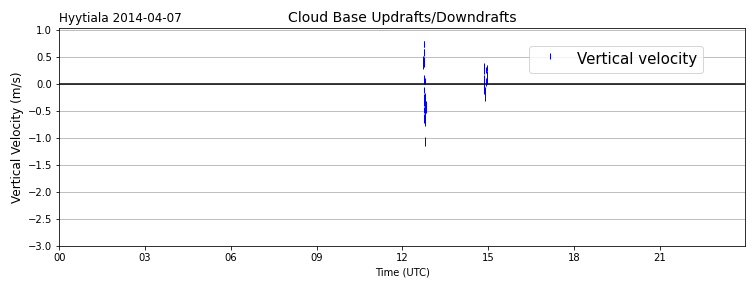 Hyytiala 2014-04-07
Cloud Base Updrafts/Downdrafts
Vertical velocity
Vertical Velocity (m/s)
1.0
0.5
0.0
−0.5
−1.0
−1.5
−2.0
−2.5
−3.0
00 03 06 09 12 15 18 21
Time (UTC)